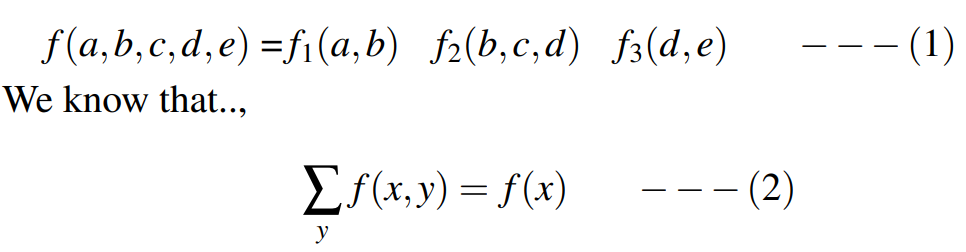 f(a,b,c,d,e) =f₁(a,b) f₂(b,c,d) f₃(d,e) −−−(1)
We know that..,
∑_y f(x,y) = f(x) −−−(2)